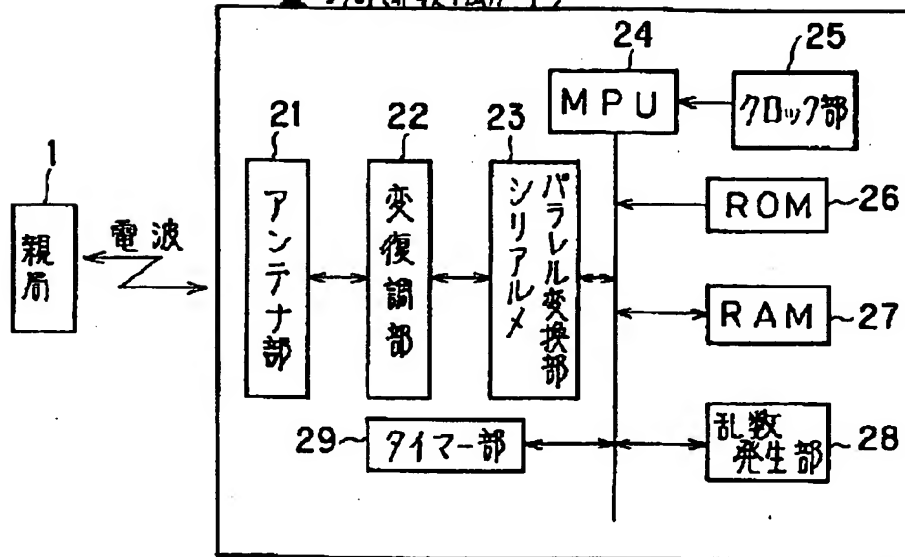 24
25
MPU
クロック部
21
22
23
1
アンテナ部
変復調部
シリアル/
パラレル変換部
ROM
26
親局
電波
RAM
27
29
タイマー部
乱数
発生部
28